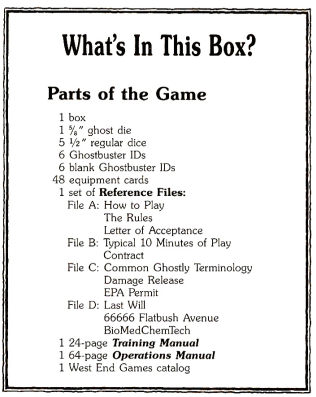 What's In This Box?
Parts of the Game
1 box
1 5/8" ghost die
5 1/2" regular dice
6 Ghostbuster IDs
6 blank Ghostbuster IDs
48 equipment cards
1 set of Reference Files:
File A: How to Play
The Rules
Letter of Acceptance
File B: Typical 10 Minutes of Play
Contract
File C: Common Ghostly Terminology
Damage Release
EPA Permit
File D: Last Will
66666 Flatbush Avenue
BioMedChemTech
1 24-page Training Manual
1 64-page Operations Manual
1 West End Games catalog